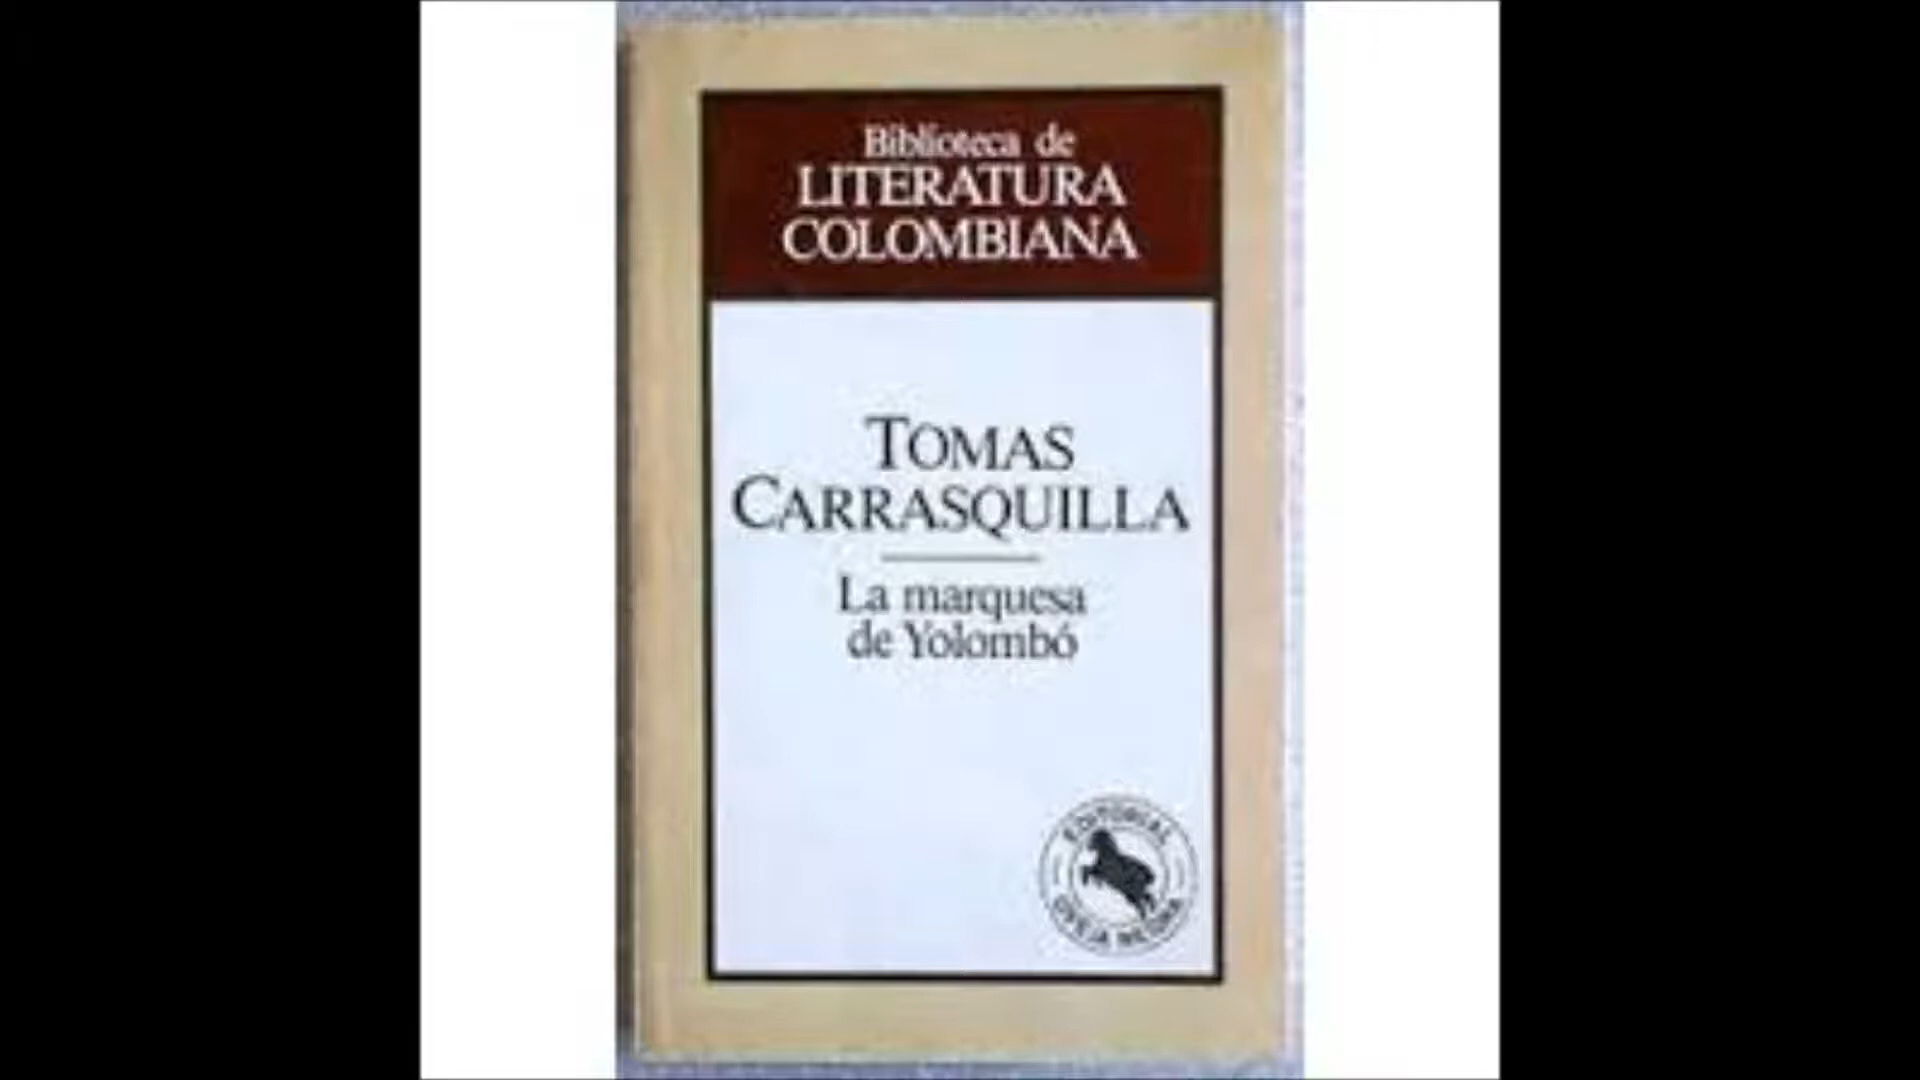 Biblioteca de
LITERATURA
COLOMBIANA
TOMAS
CARRASQUILLA
La marquesa
de Yolombó
EDITORIAL
OVEJA NEGRA